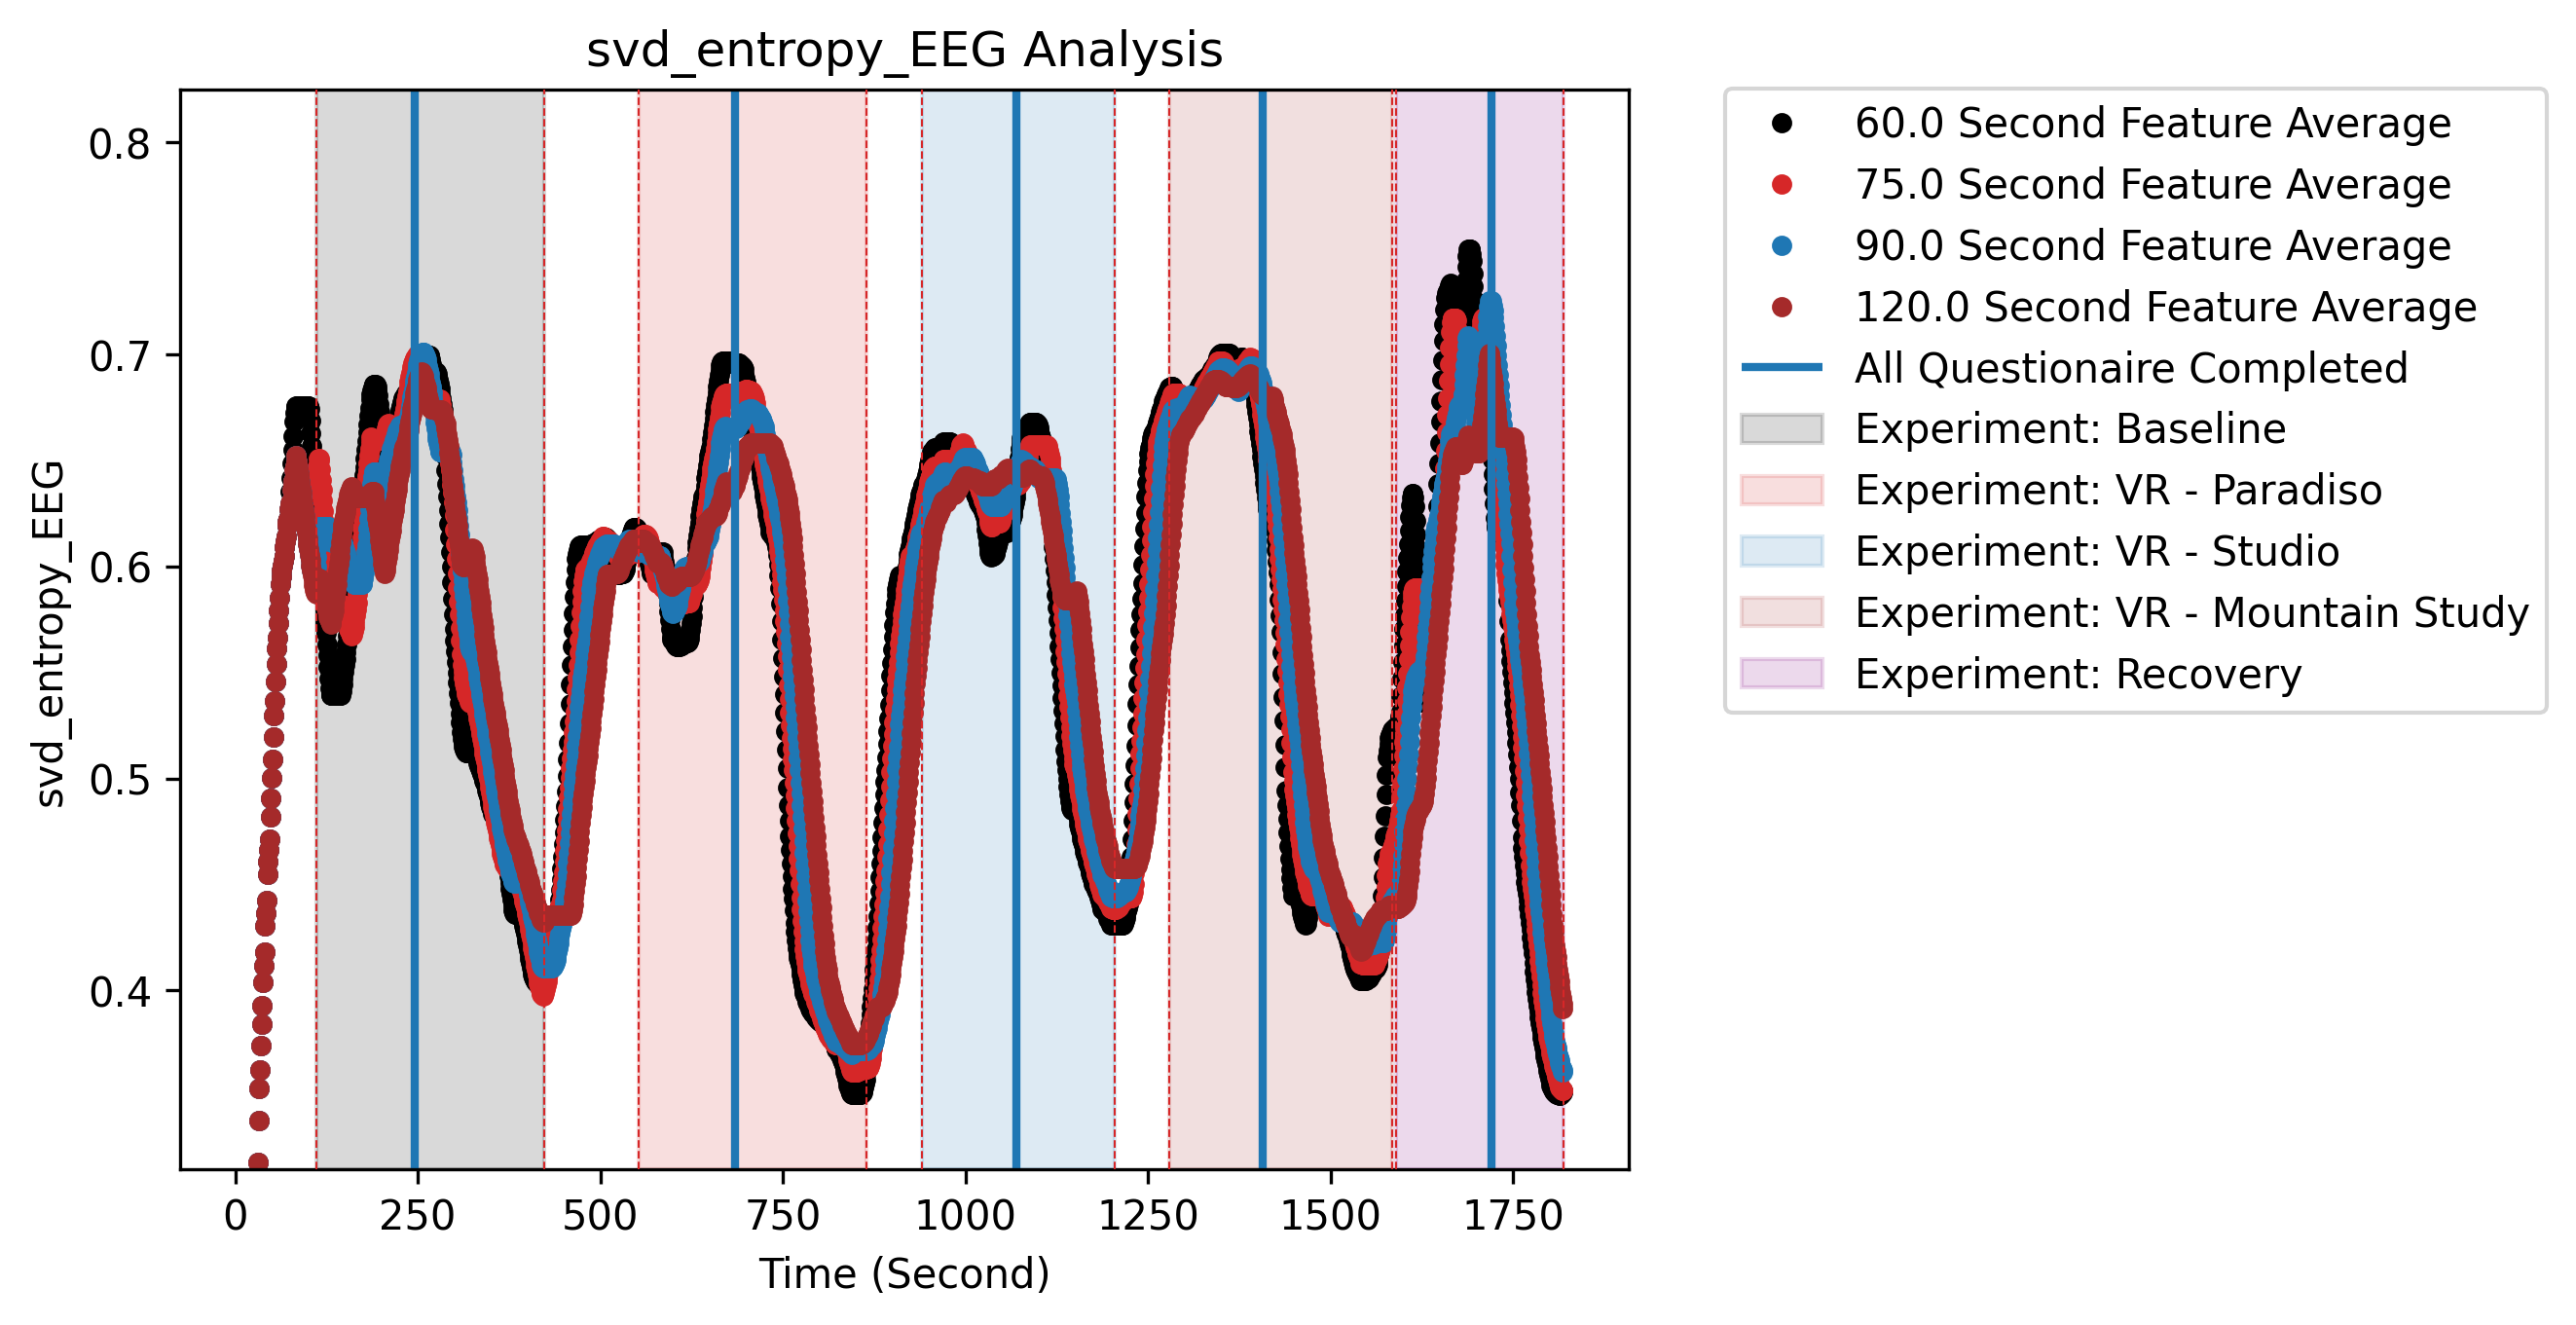 svd_entropy_EEG Analysis
svd_entropy_EEG
0.8
0.7
0.6
0.5
0.4
0
250
500
750
1000
1250
1500
1750
Time (Second)
60.0 Second Feature Average
75.0 Second Feature Average
90.0 Second Feature Average
120.0 Second Feature Average
All Questionaire Completed
Experiment: Baseline
Experiment: VR - Paradiso
Experiment: VR - Studio
Experiment: VR - Mountain Study
Experiment: Recovery